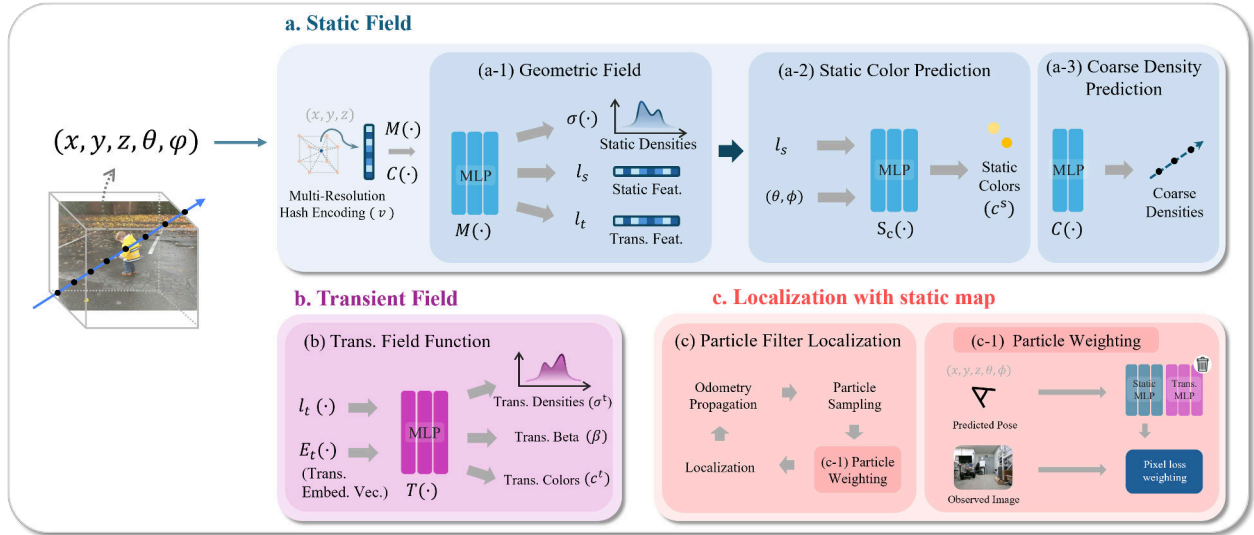 a. Static Field
(x, y, z, θ, φ)
(x, y, z)
M(·)
C(·)
Multi-Resolution
Hash Encoding (v)
(a-1) Geometric Field
MLP
M(·)
σ(·)
Static Densities
l_s
Static Feat.
l_t
Trans. Feat.
(a-2) Static Color Prediction
l_s
(θ, ϕ)
MLP
S_c(·)
Static
Colors
(c^s)
(a-3) Coarse Density
Prediction
MLP
C(·)
Coarse
Densities
b. Transient Field
(b) Trans. Field Function
l_t (·)
E_t(·)
(Trans.
Embed. Vec.)
MLP
T(·)
Trans. Densities (σ^t)
Trans. Beta (β)
Trans. Colors (c^t)
c. Localization with static map
(c) Particle Filter Localization
Odometry
Propagation
Particle
Sampling
Localization
(c-1) Particle
Weighting
(c-1) Particle Weighting
(x, y, z, θ, ϕ)
Predicted Pose
Static
MLP
Trans.
MLP
Observed Image
Pixel loss
weighting